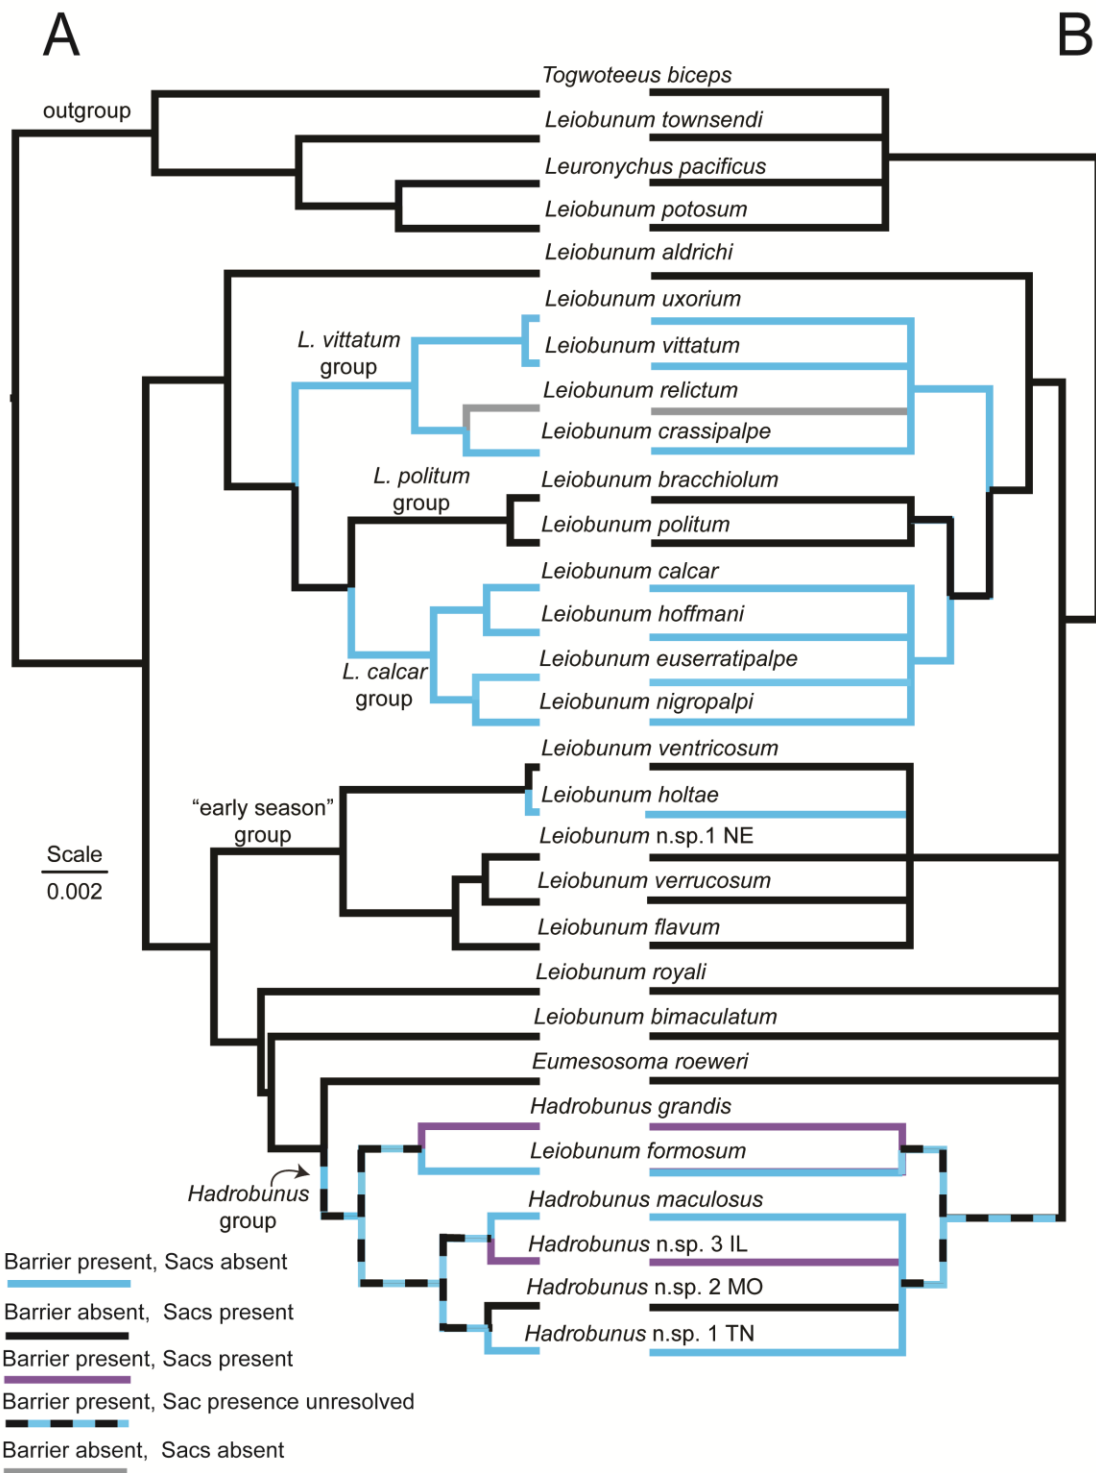 A
B
Togwoteeus biceps
outgroup
Leiobunum townsendi
Leuronychus pacificus
Leiobunum potosum
Leiobunum aldrichi
Leiobunum uxorium
L. vittatum
group
Leiobunum vittatum
Leiobunum relictum
Leiobunum crassipalpe
L. politum
group
Leiobunum bracchiolum
Leiobunum politum
Leiobunum calcar
Leiobunum hoffmani
Leiobunum euserratipalpe
L. calcar
group
Leiobunum nigropalpi
Leiobunum ventricosum
"early season"
group
Leiobunum holtae
Leiobunum n.sp.1 NE
Scale
0.002
Leiobunum verrucosum
Leiobunum flavum
Leiobunum royali
Leiobunum bimaculatum
Eumesosoma roeweri
Hadrobunus grandis
Leiobunum formosum
Hadrobunus
group
Hadrobunus maculosus
Hadrobunus n.sp. 3 IL
Hadrobunus n.sp. 2 MO
Hadrobunus n.sp. 1 TN
Barrier present, Sacs absent
Barrier absent, Sacs present
Barrier present, Sacs present
Barrier present, Sac presence unresolved
Barrier absent, Sacs absent